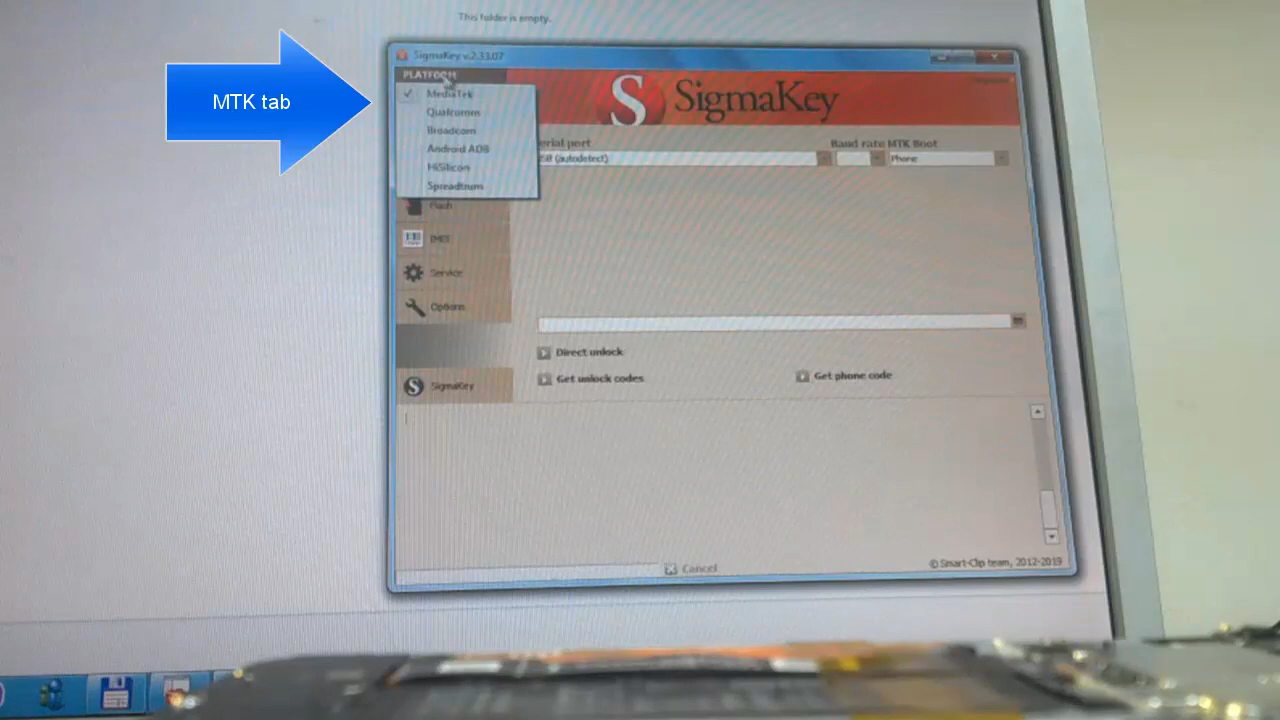 This folder is empty.
SigmaKey v.2.33.07
PLATFORM
MTK tab
MediaTek
Qualcomm
Broadcom
Android ADB
HiSilicon
Spreadtrum
SigmaKey
erial port
Baud rate MTK Boot
SB (autodetect)
Phone
Flash
IMEI
Service
Options
Direct unlock
Get unlock codes
Get phone code
SigmaKey
Cancel
© Smart-Clip team, 2012-2019